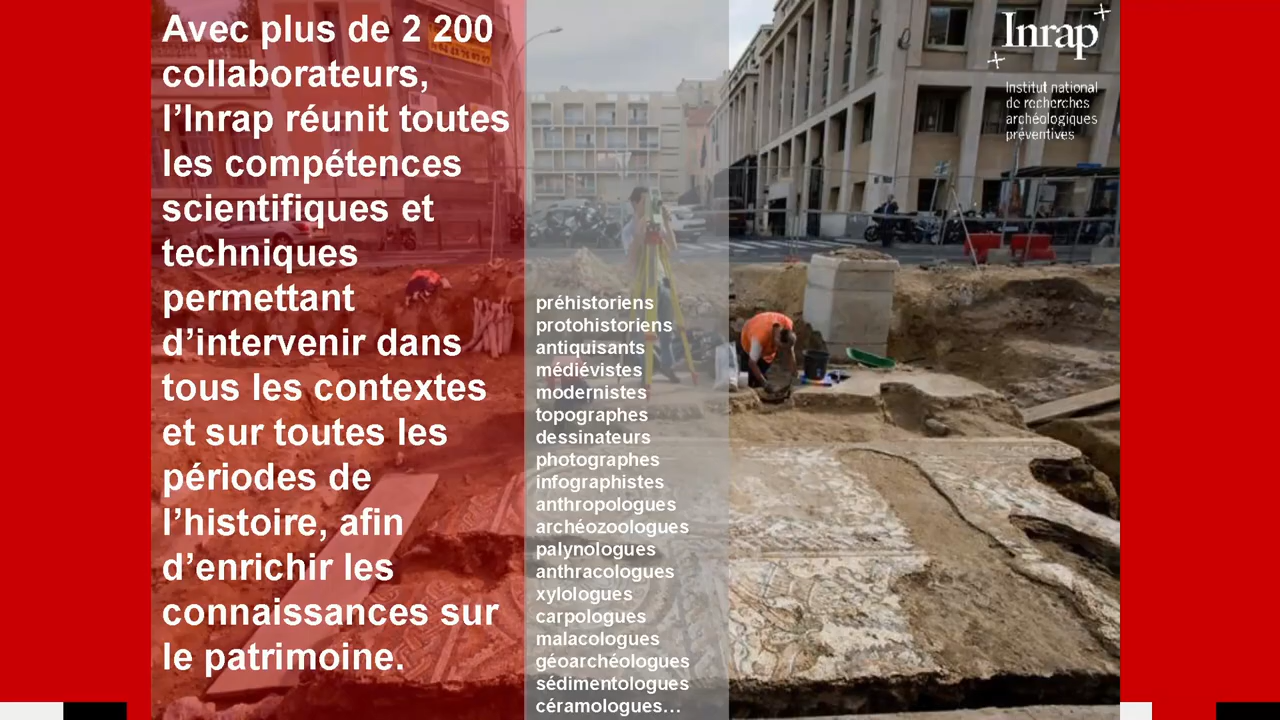 Avec plus de 2 200
collaborateurs,
l’Inrap réunit toutes
les compétences
scientifiques et
techniques
permettant
d’intervenir dans
tous les contextes
et sur toutes les
périodes de
l’histoire, afin
d’enrichir les
connaissances sur
le patrimoine.
préhistoriens
protohistoriens
antiquisants
médiévistes
modernistes
topographes
dessinateurs
photographes
infographistes
anthropologues
archéozoologues
palynologues
anthracologues
xylologues
carpologues
malacologues
géoarchéologues
sédimentologues
céramologues…
Inrap
Institut national
de recherches
archéologiques
préventives